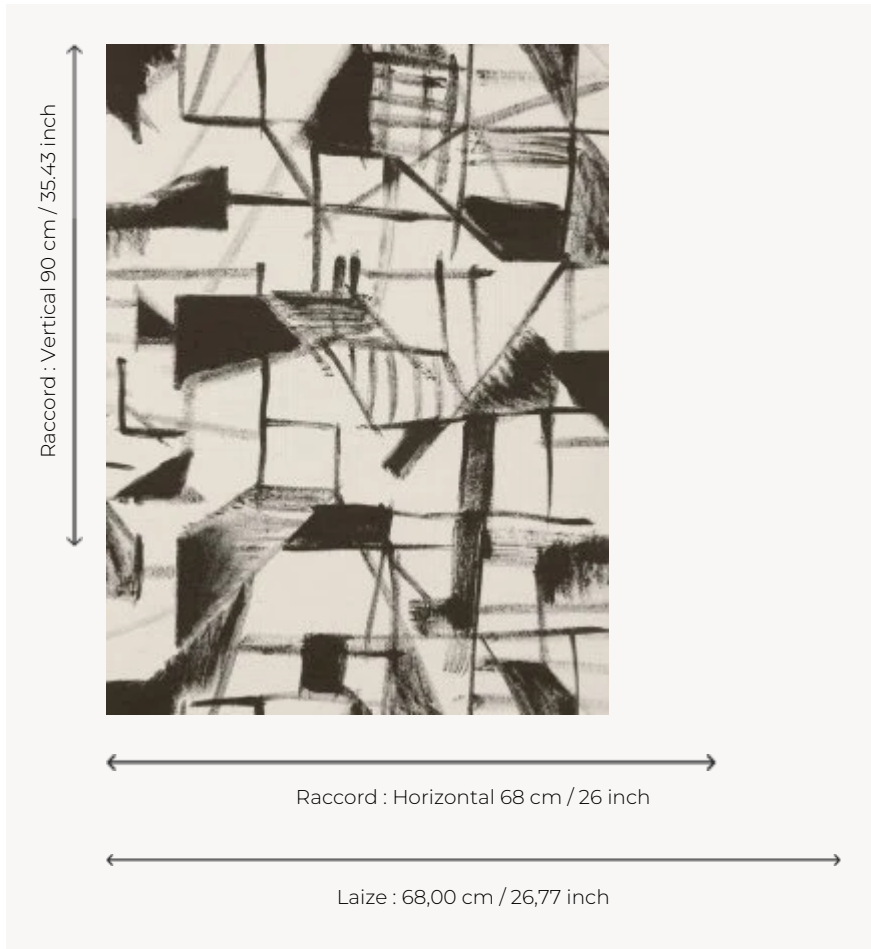 Raccord : Vertical 90 cm / 35.43 inch
Raccord : Horizontal 68 cm / 26 inch
Laize : 68,00 cm / 26,77 inch